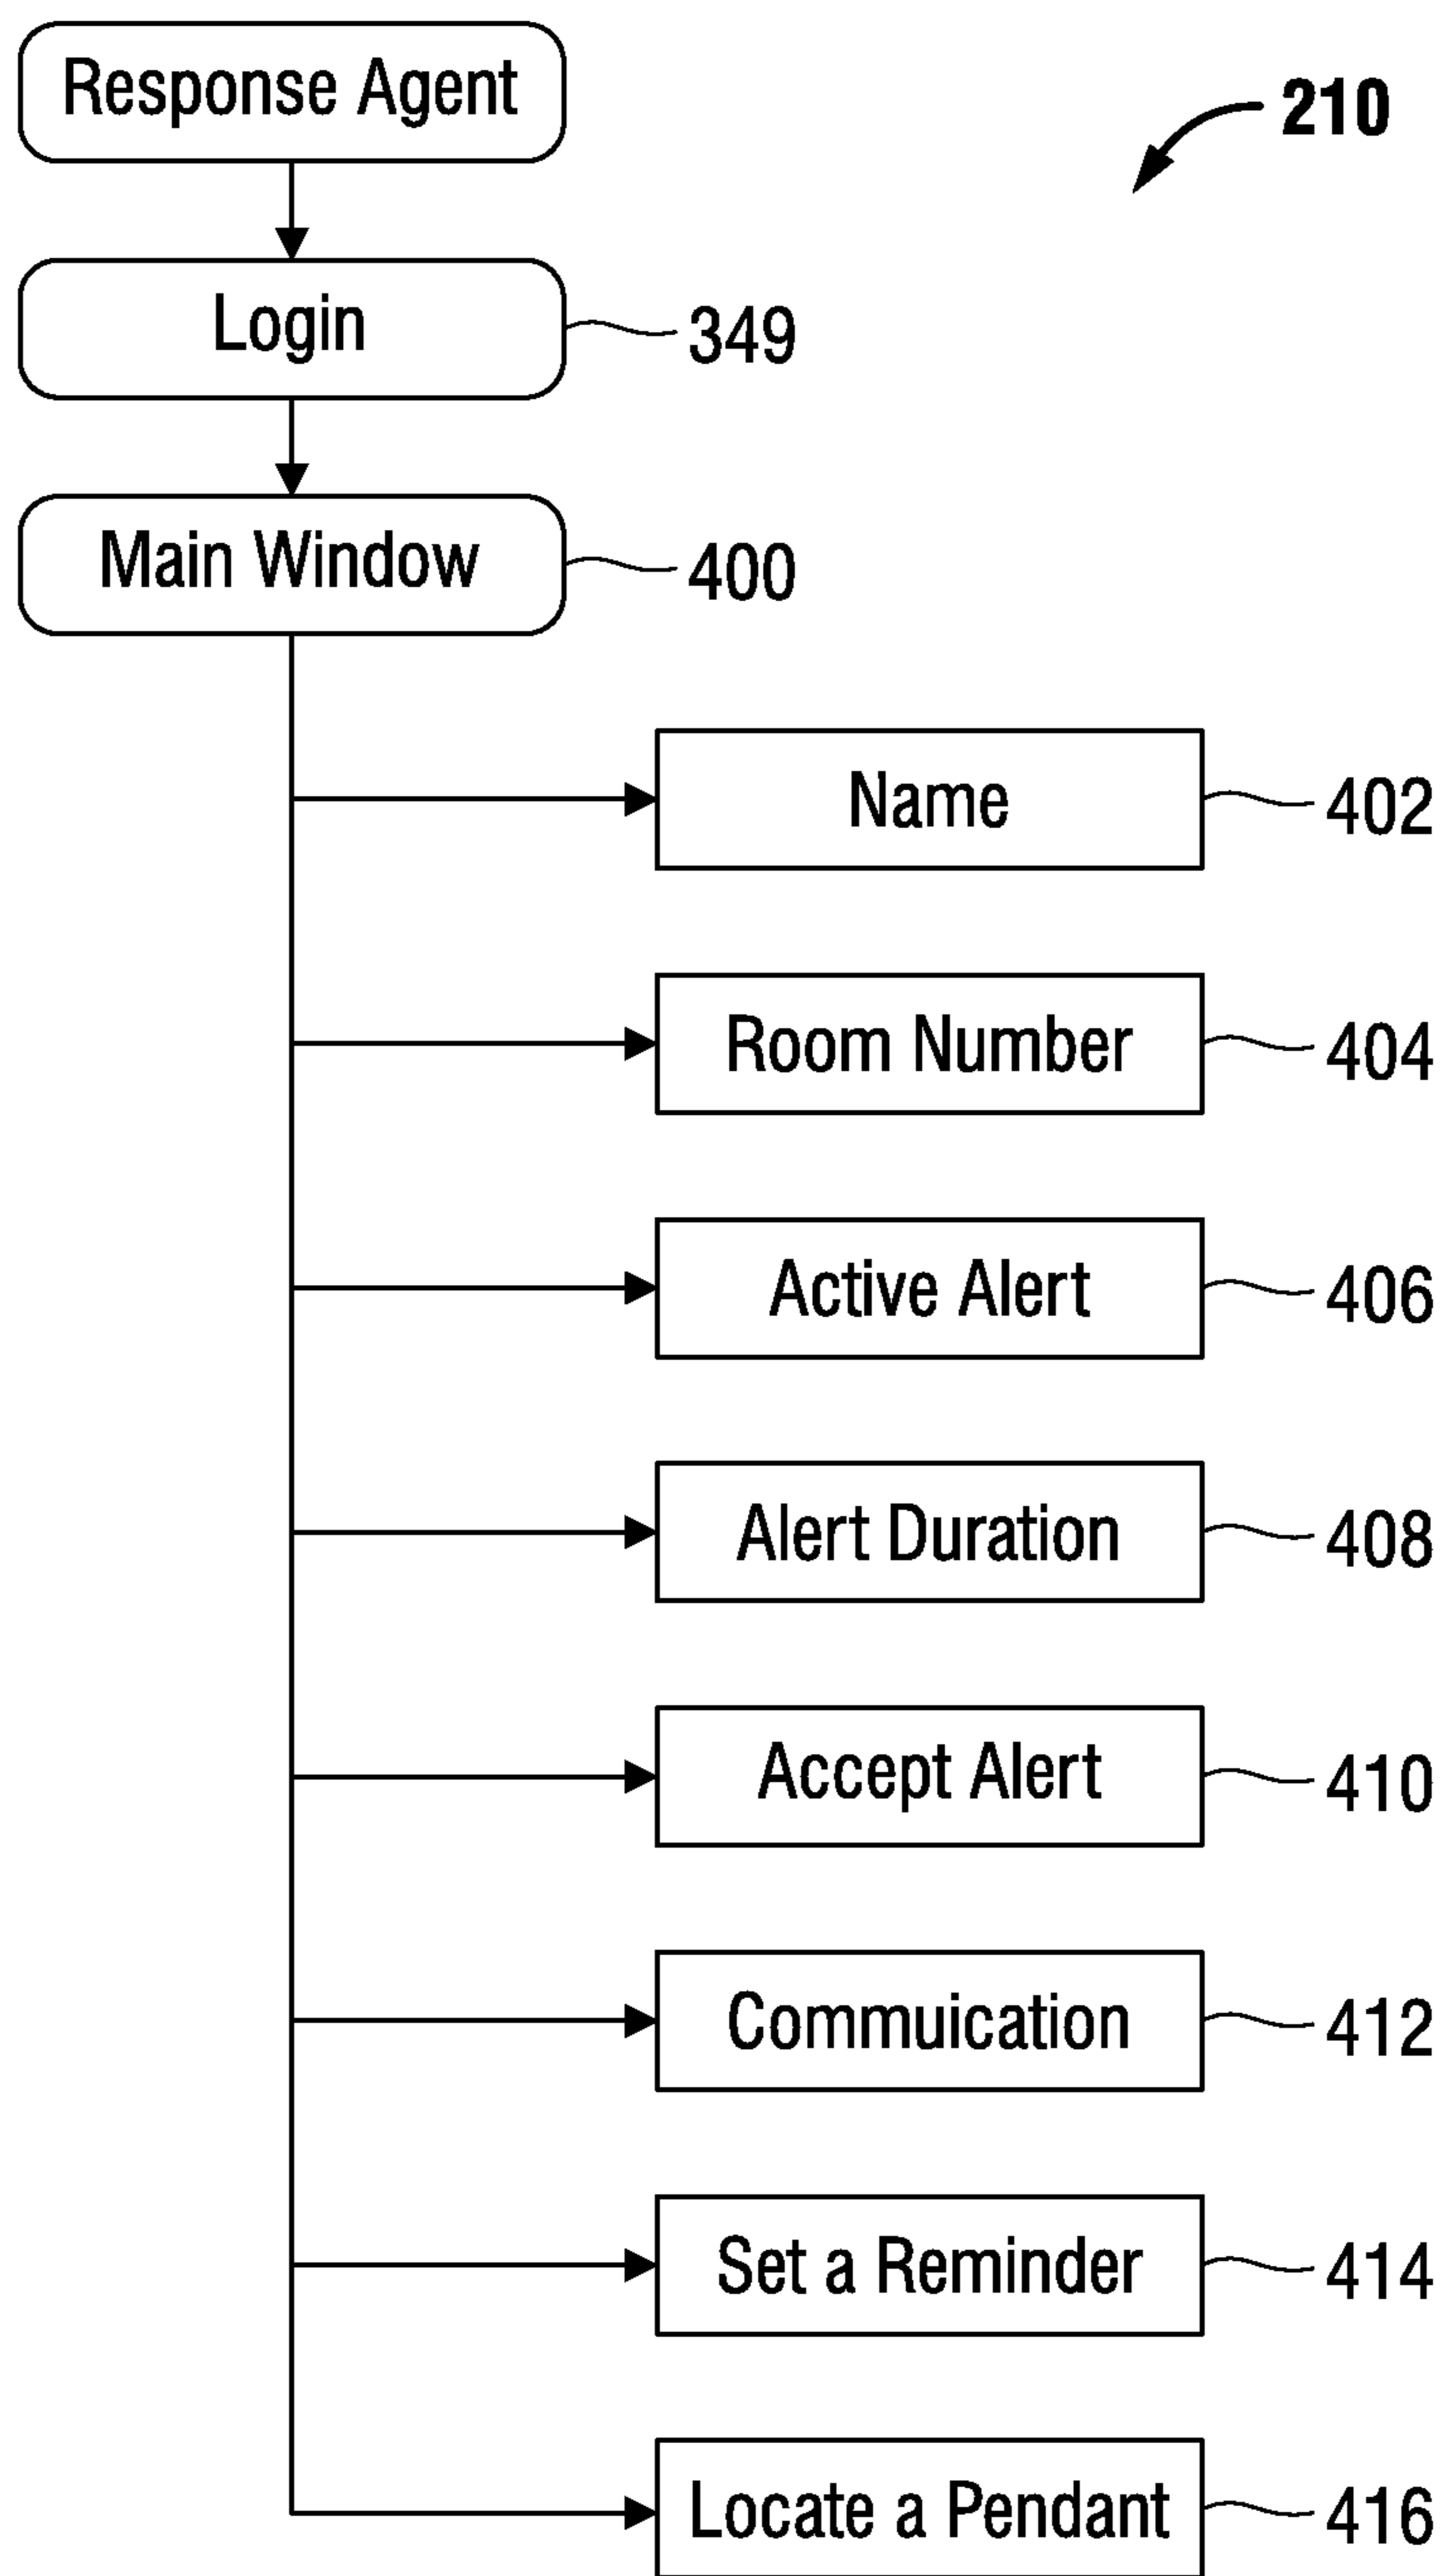 Response Agent
210
Login
349
Main Window
400
Name
402
Room Number
404
Active Alert
406
Alert Duration
408
Accept Alert
410
Commuication
412
Set a Reminder
414
Locate a Pendant
416